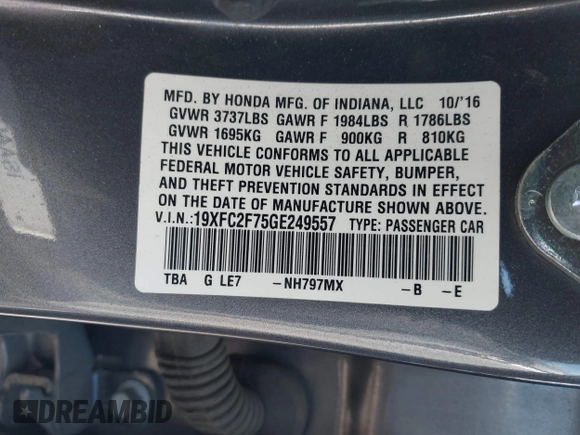 MFD. BY HONDA MFG. OF INDIANA, LLC 10/'16
GVWR 3737LBS GAWR F 1984LBS R 1786LBS
GVWR 1695KG GAWR F 900KG R 810KG
THIS VEHICLE CONFORMS TO ALL APPLICABLE
FEDERAL MOTOR VEHICLE SAFETY, BUMPER,
AND THEFT PREVENTION STANDARDS IN EFFECT
ON THE DATE OF MANUFACTURE SHOWN ABOVE.
V.I.N.:19XFC2F75GE249557 TYPE: PASSENGER CAR
TBA G LE7 -NH797MX -B -E
DREAMBID